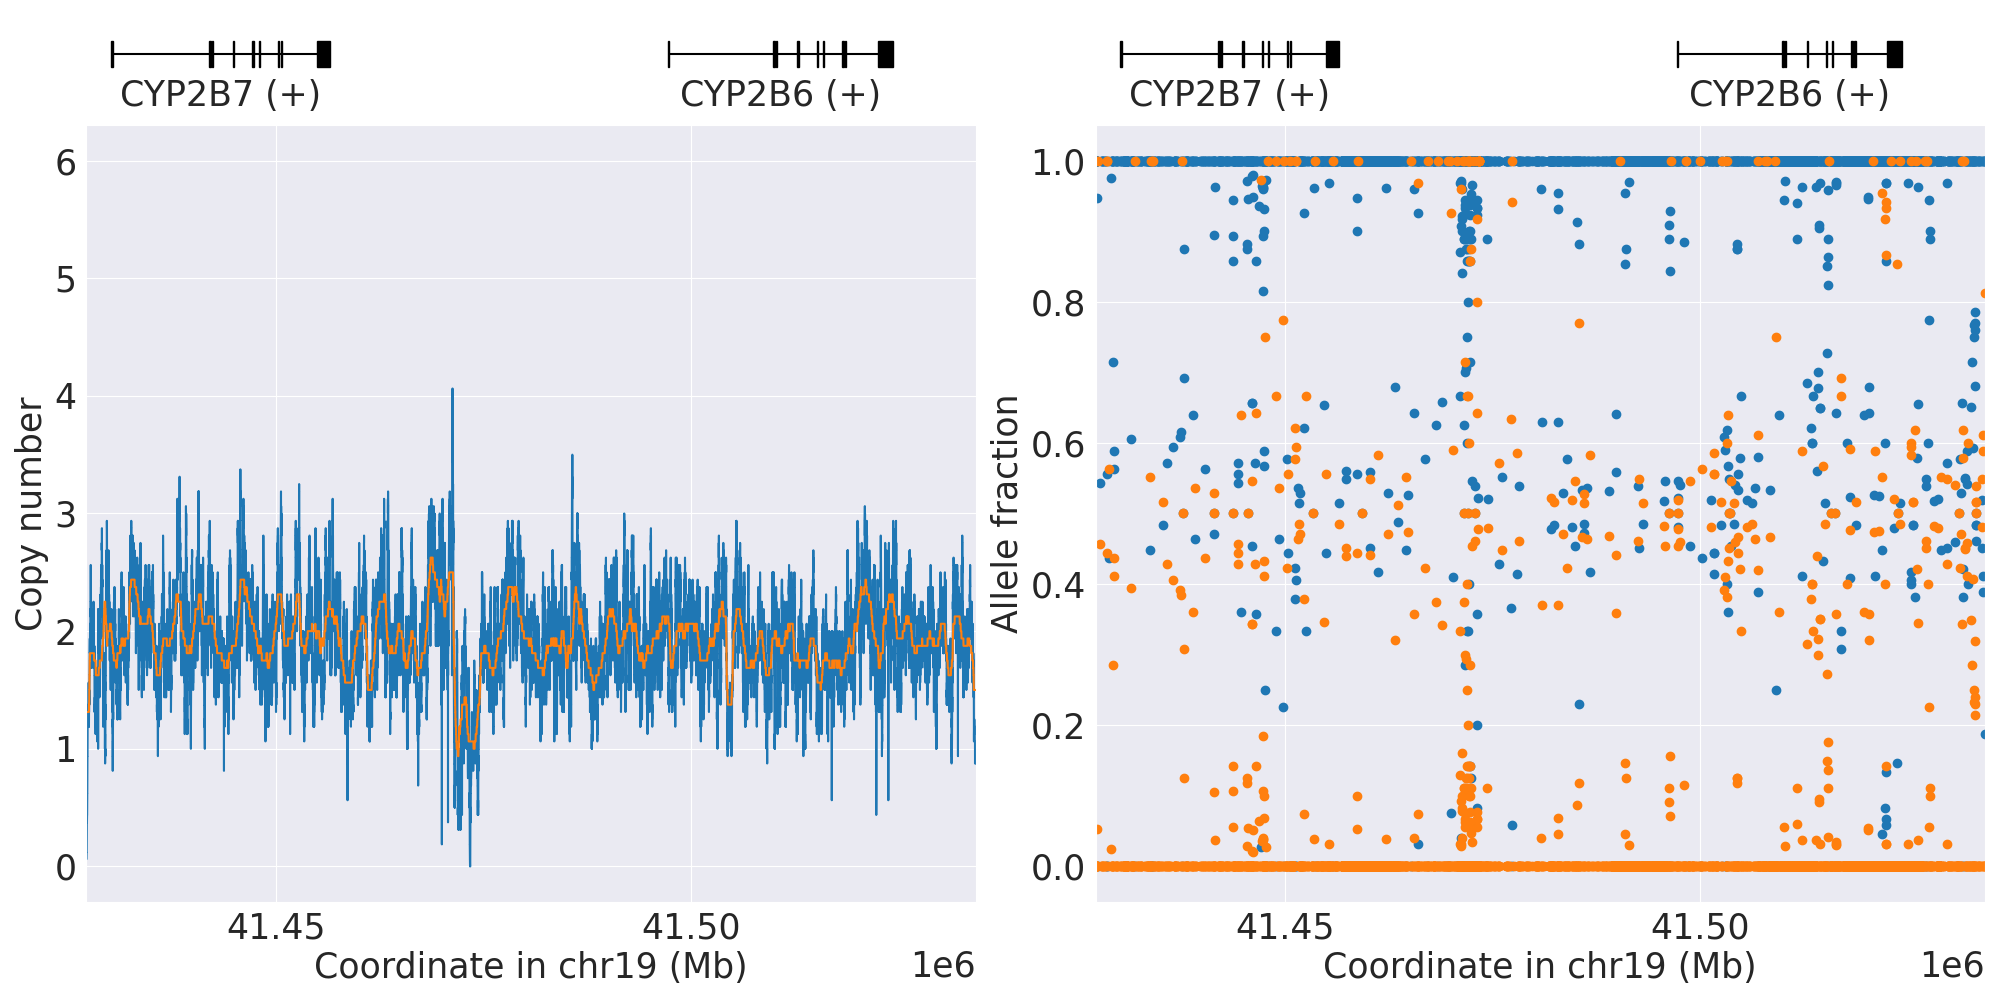 CYP2B7 (+)
CYP2B6 (+)
Copy number
6
5
4
3
2
1
0
41.45
41.50
Coordinate in chr19 (Mb)
1e6
CYP2B7 (+)
CYP2B6 (+)
Allele fraction
1.0
0.8
0.6
0.4
0.2
0.0
41.45
41.50
Coordinate in chr19 (Mb)
1e6